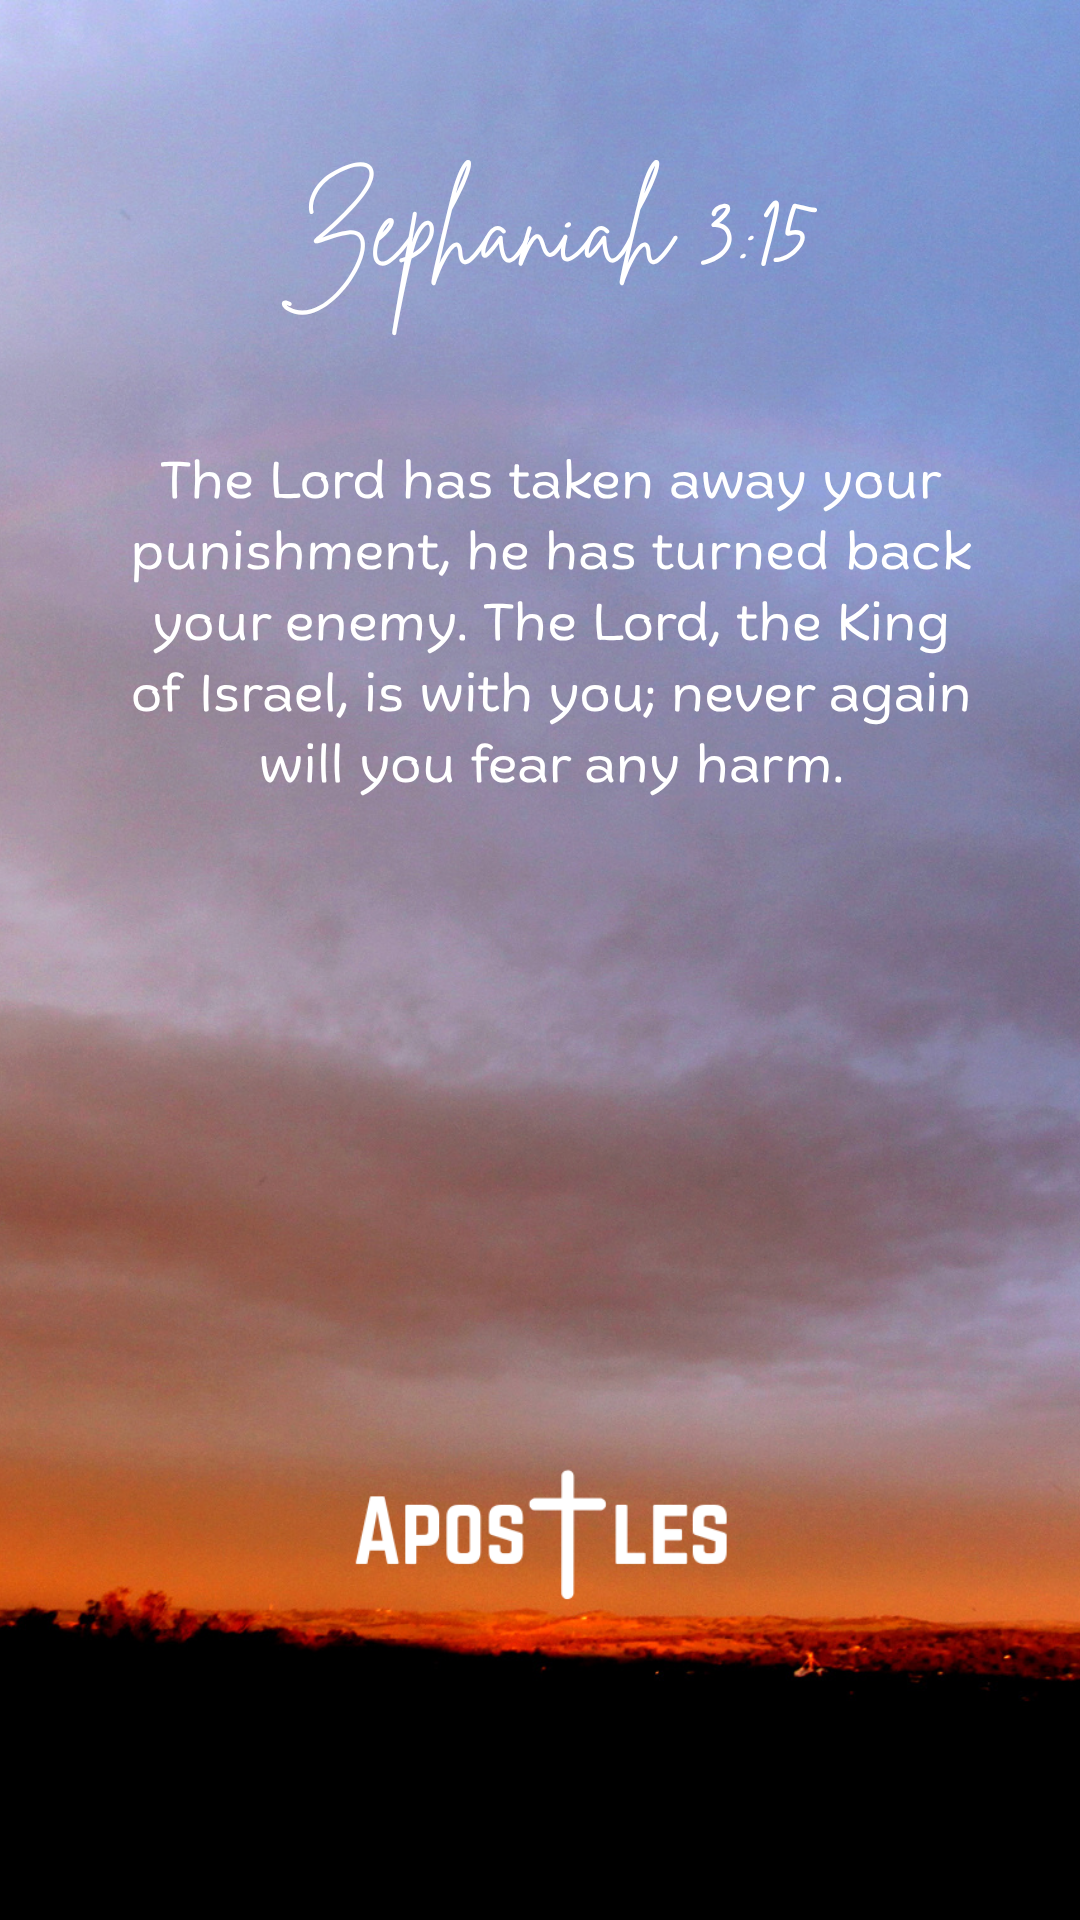 Zephaniah 3:15
The Lord has taken away your
punishment, he has turned back
your enemy. The Lord, the King
of Israel, is with you; never again
will you fear any harm.
APOSTLES